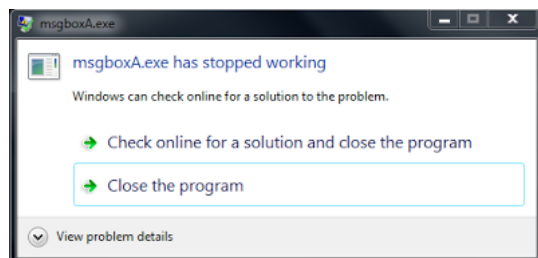 msgboxA.exe
msgboxA.exe has stopped working
Windows can check online for a solution to the problem.
Check online for a solution and close the program
Close the program
View problem details